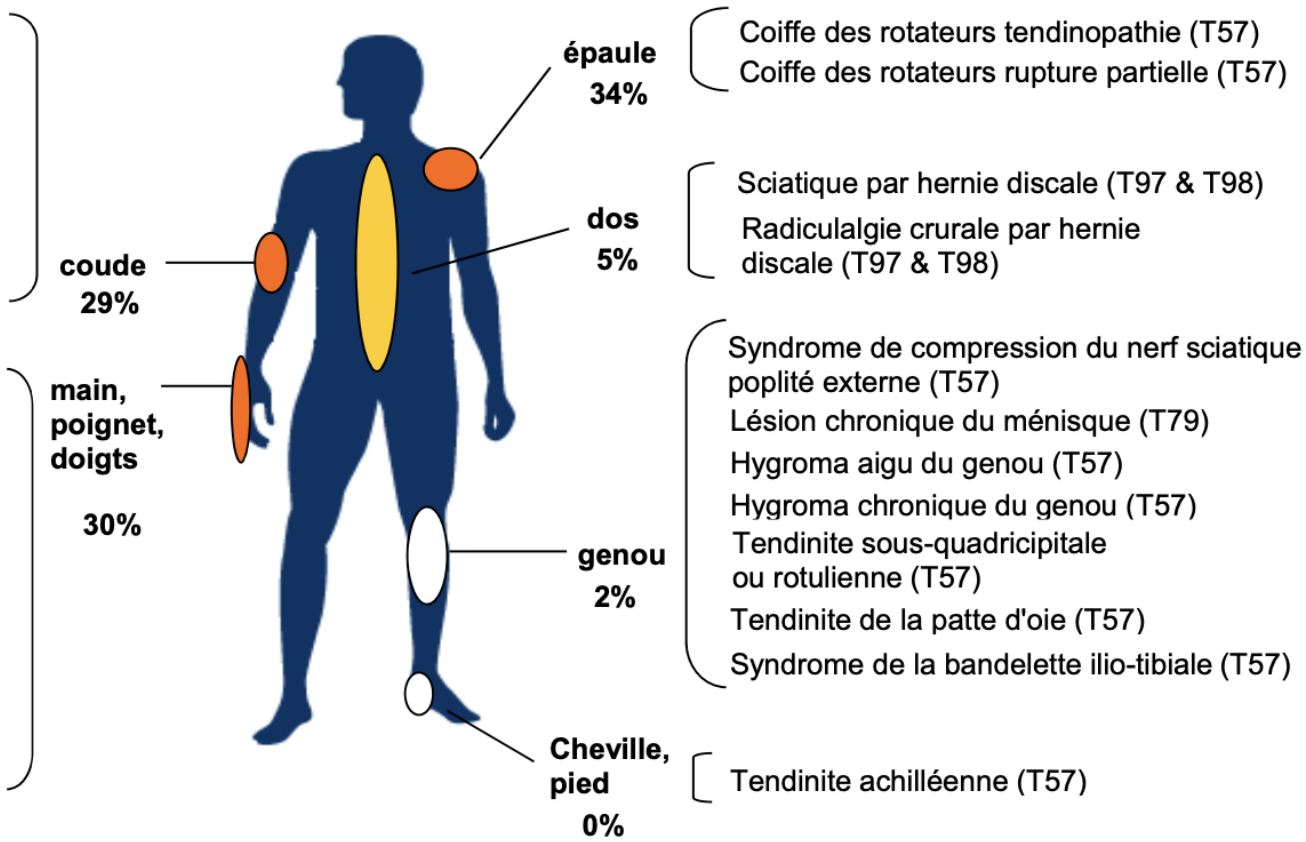 épaule
34%
Coiffe des rotateurs tendinopathie (T57)
Coiffe des rotateurs rupture partielle (T57)
dos
5%
Sciatique par hernie discale (T97 & T98)
Radiculalgie crurale par hernie
discale (T97 & T98)
coude
29%
main,
poignet,
doigts
30%
genou
2%
Syndrome de compression du nerf sciatique
poplité externe (T57)
Lésion chronique du ménisque (T79)
Hygroma aigu du genou (T57)
Hygroma chronique du genou (T57)
Tendinite sous-quadricipitale
ou rotulienne (T57)
Tendinite de la patte d'oie (T57)
Syndrome de la bandelette ilio-tibiale (T57)
Cheville,
pied
0%
Tendinite achilléenne (T57)